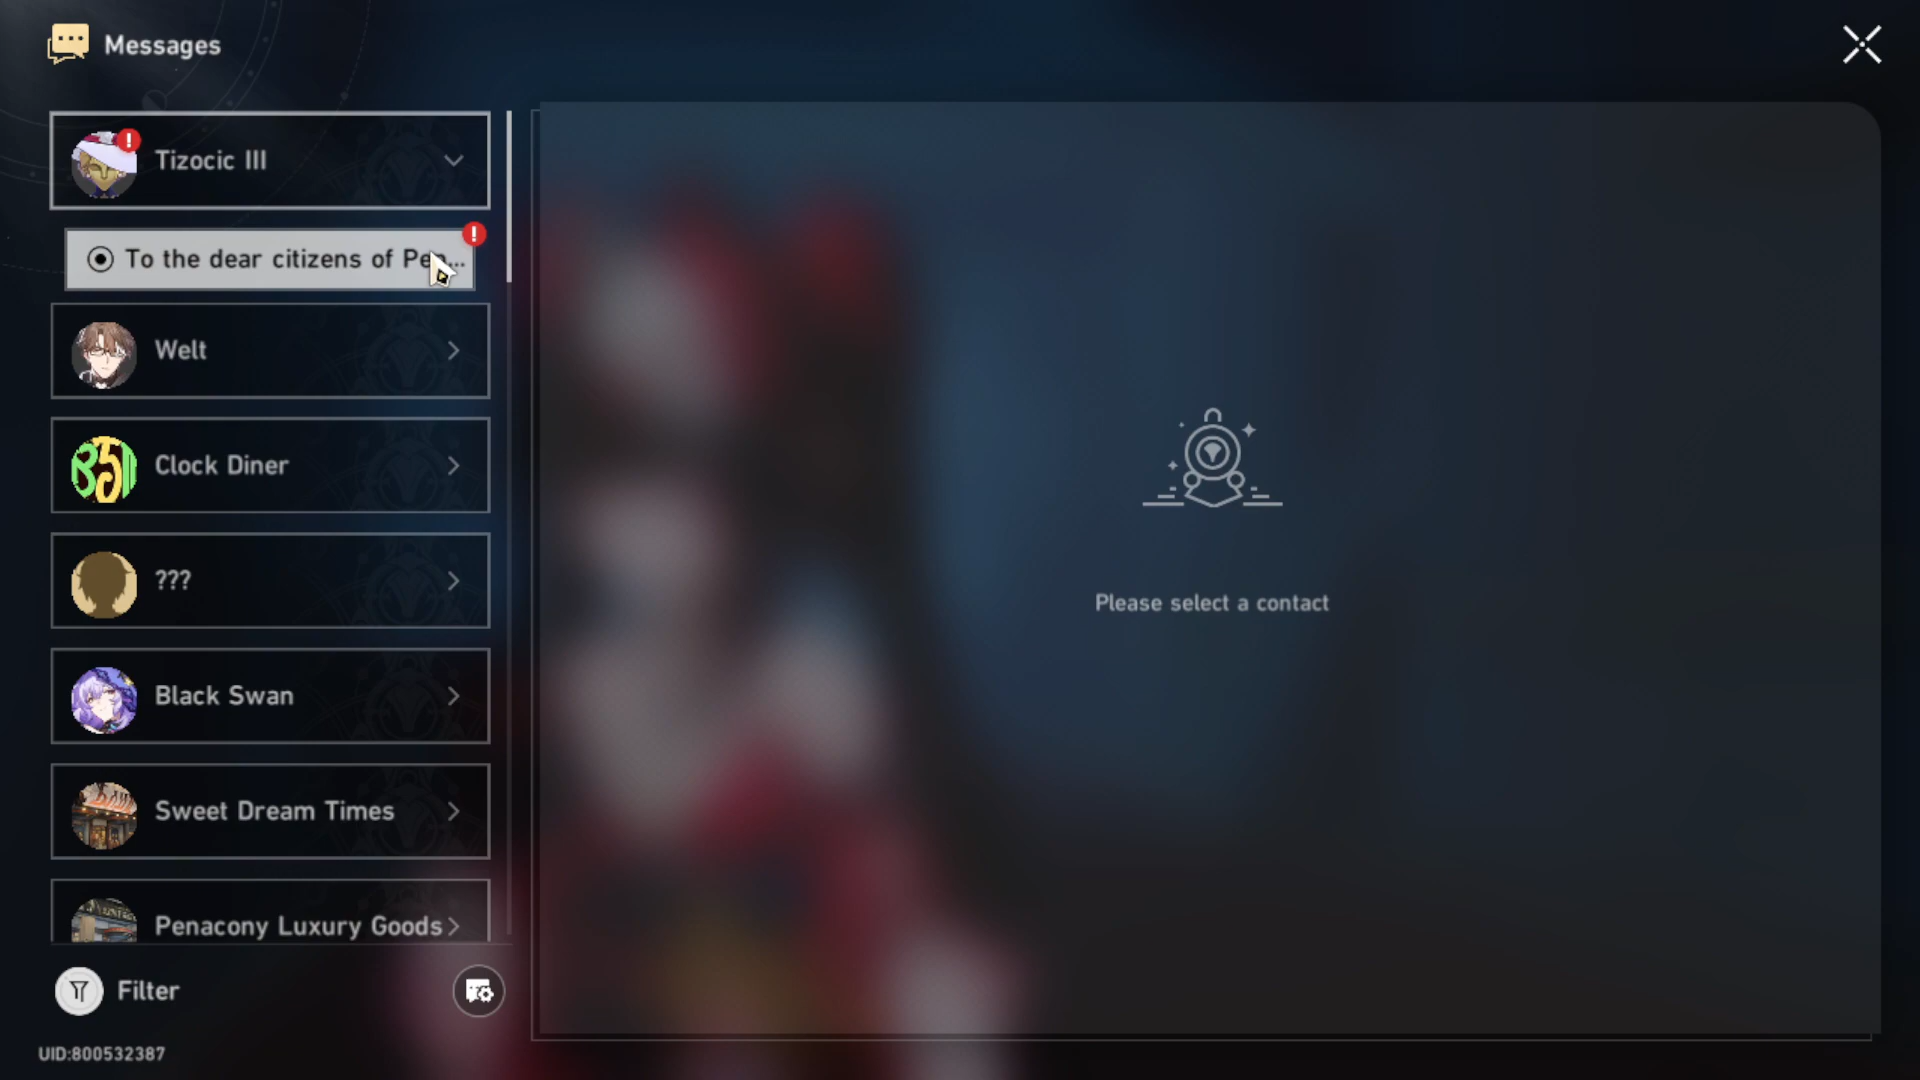 Messages
Tizocic III
To the dear citizens of Pen...
Welt
Clock Diner
???
Black Swan
Sweet Dream Times
Penacony Luxury Goods
Filter
UID:800532387
Please select a contact